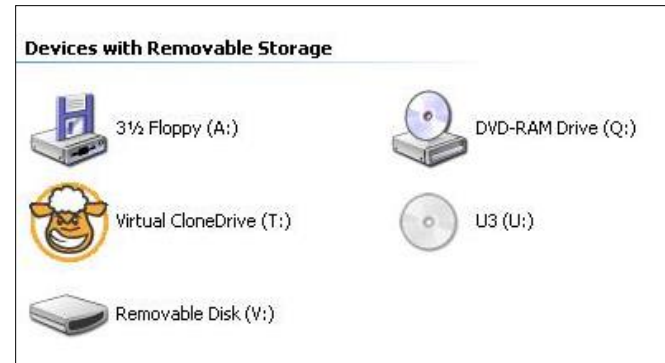 Devices with Removable Storage
3½ Floppy (A:)
DVD-RAM Drive (Q:)
Virtual CloneDrive (T:)
U3 (U:)
Removable Disk (V:)